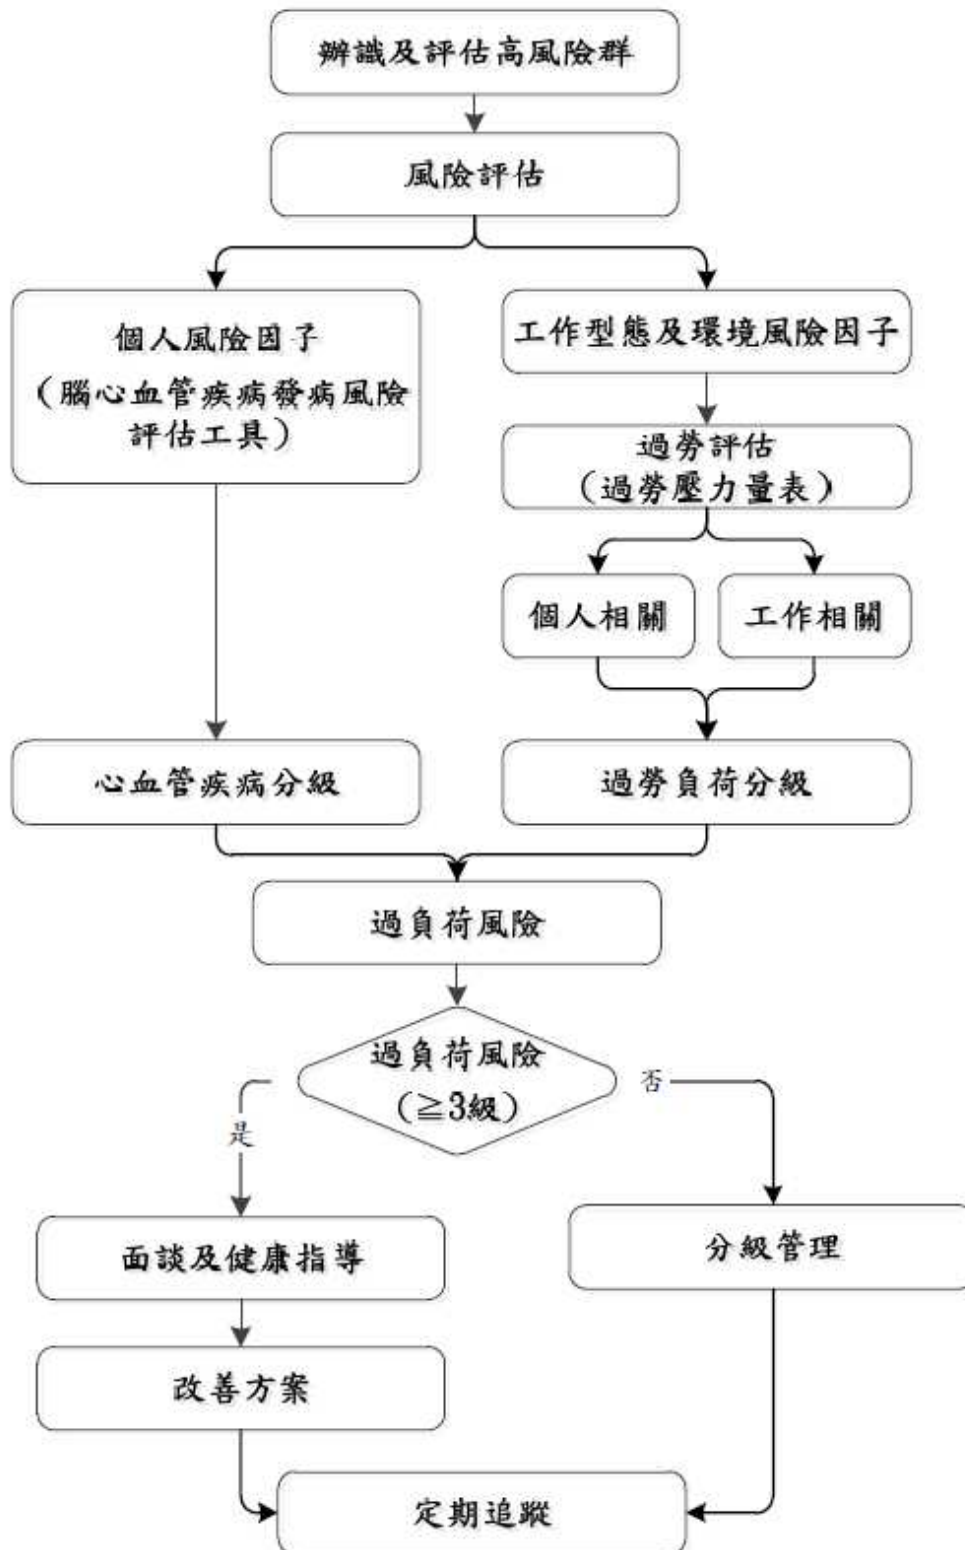 辦識及評估高風險群
風險評估
個人風險因子
（腦心血管疾病發病風險
評估工具）
工作型態及環境風險因子
過勞評估
（過勞壓力量表）
個人相關
工作相關
心血管疾病分級
過勞負荷分級
過負荷風險
過負荷風險
（≧3級）
是
否
面談及健康指導
分級管理
改善方案
定期追蹤